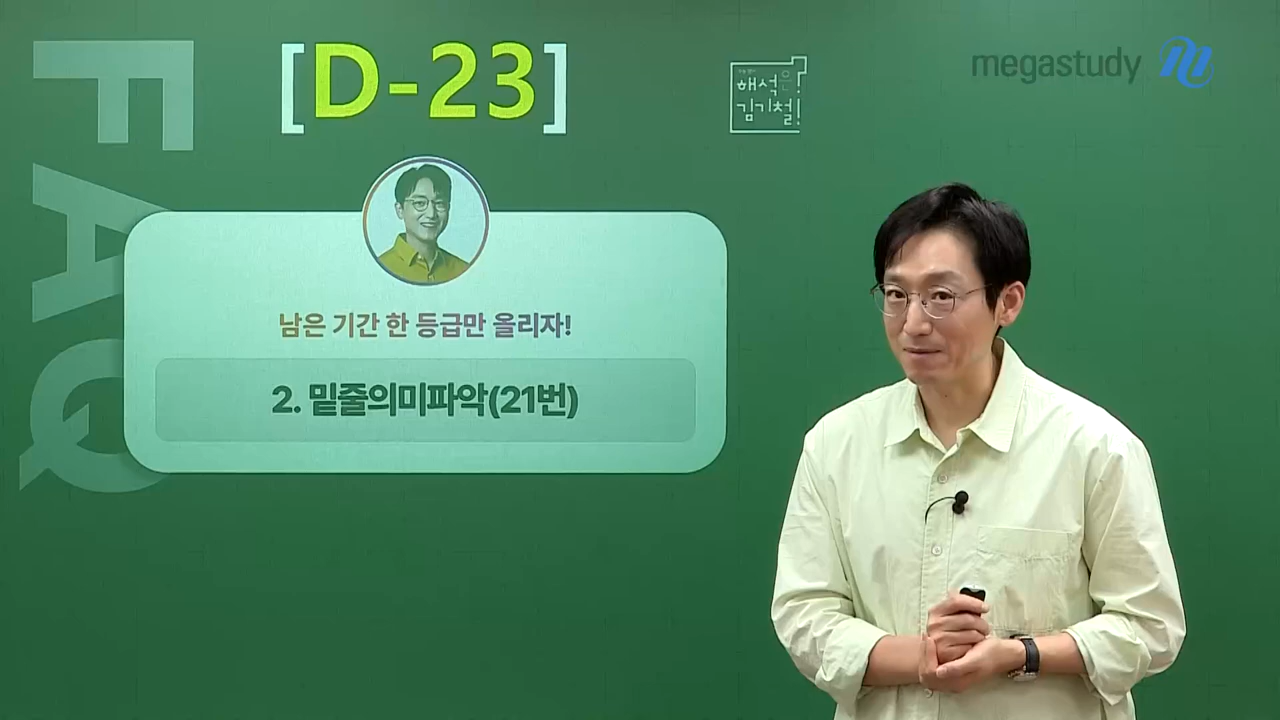 FAQ
[D-23]
해석은!
김기철!
megastudy
남은 기간 한 등급만 올리자!
2. 밑줄의미파악(21번)